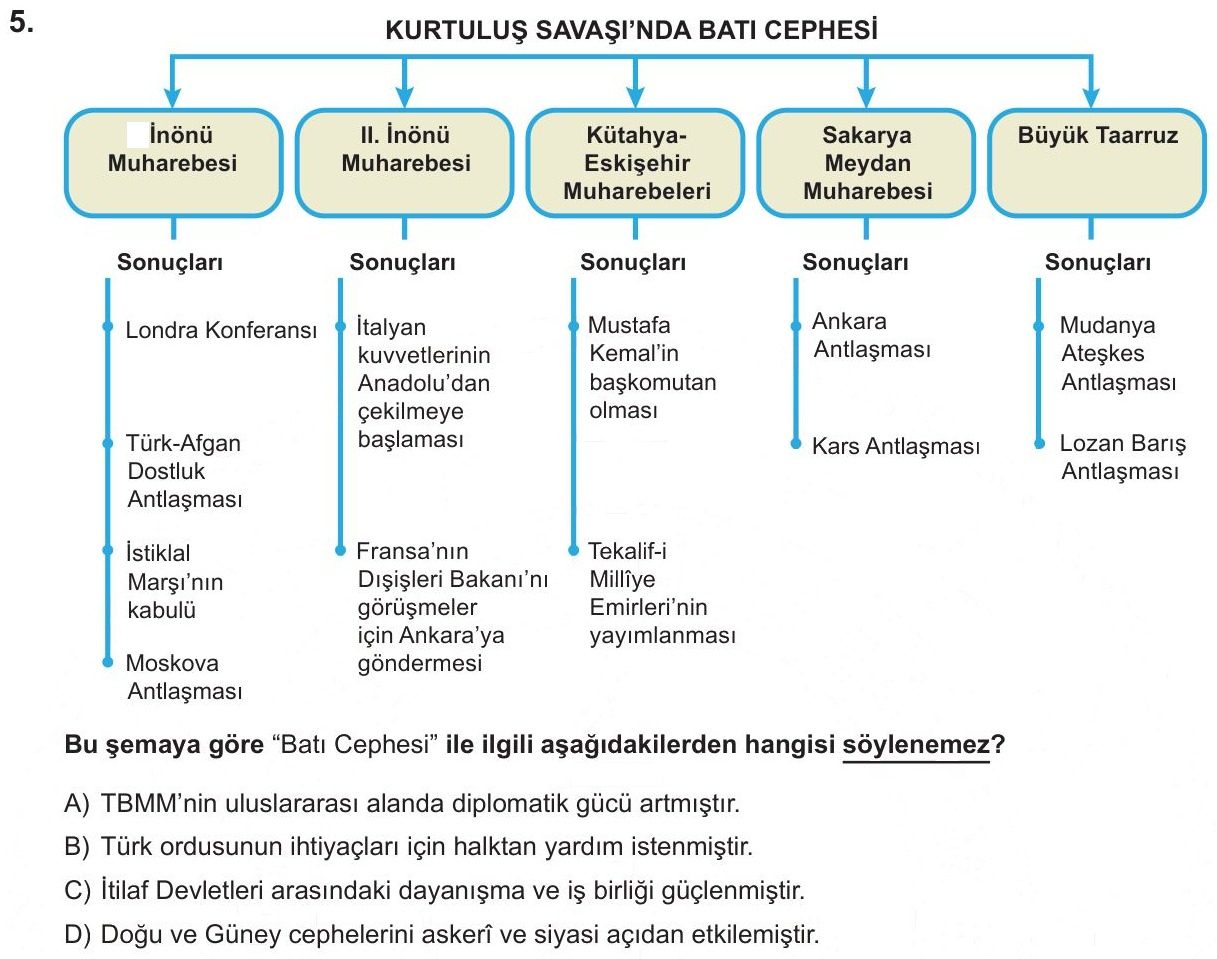 5.
KURTULUŞ SAVAŞI’NDA BATI CEPHESİ
İnönü
Muharebesi
II. İnönü
Muharebesi
Kütahya-
Eskişehir
Muharebeleri
Sakarya
Meydan
Muharebesi
Büyük Taarruz
Sonuçları
Londra Konferansı
Türk-Afgan
Dostluk
Antlaşması
İstiklal
Marşı’nın
kabulü
Moskova
Antlaşması
Sonuçları
İtalyan
kuvvetlerinin
Anadolu’dan
çekilmeye
başlaması
Fransa’nın
Dışişleri Bakanı’nı
görüşmeler
için Ankara’ya
göndermesi
Sonuçları
Mustafa
Kemal’in
başkomutan
olması
Tekalif-i
Millîye
Emirleri’nin
yayımlanması
Sonuçları
Ankara
Antlaşması
Kars Antlaşması
Sonuçları
Mudanya
Ateşkes
Antlaşması
Lozan Barış
Antlaşması
Bu şemaya göre “Batı Cephesi” ile ilgili aşağıdakilerden hangisi söylenemez?
A) TBMM’nin uluslararası alanda diplomatik gücü artmıştır.
B) Türk ordusunun ihtiyaçları için halktan yardım istenmiştir.
C) İtilaf Devletleri arasındaki dayanışma ve iş birliği güçlenmiştir.
D) Doğu ve Güney cephelerini askerî ve siyasi açıdan etkilemiştir.